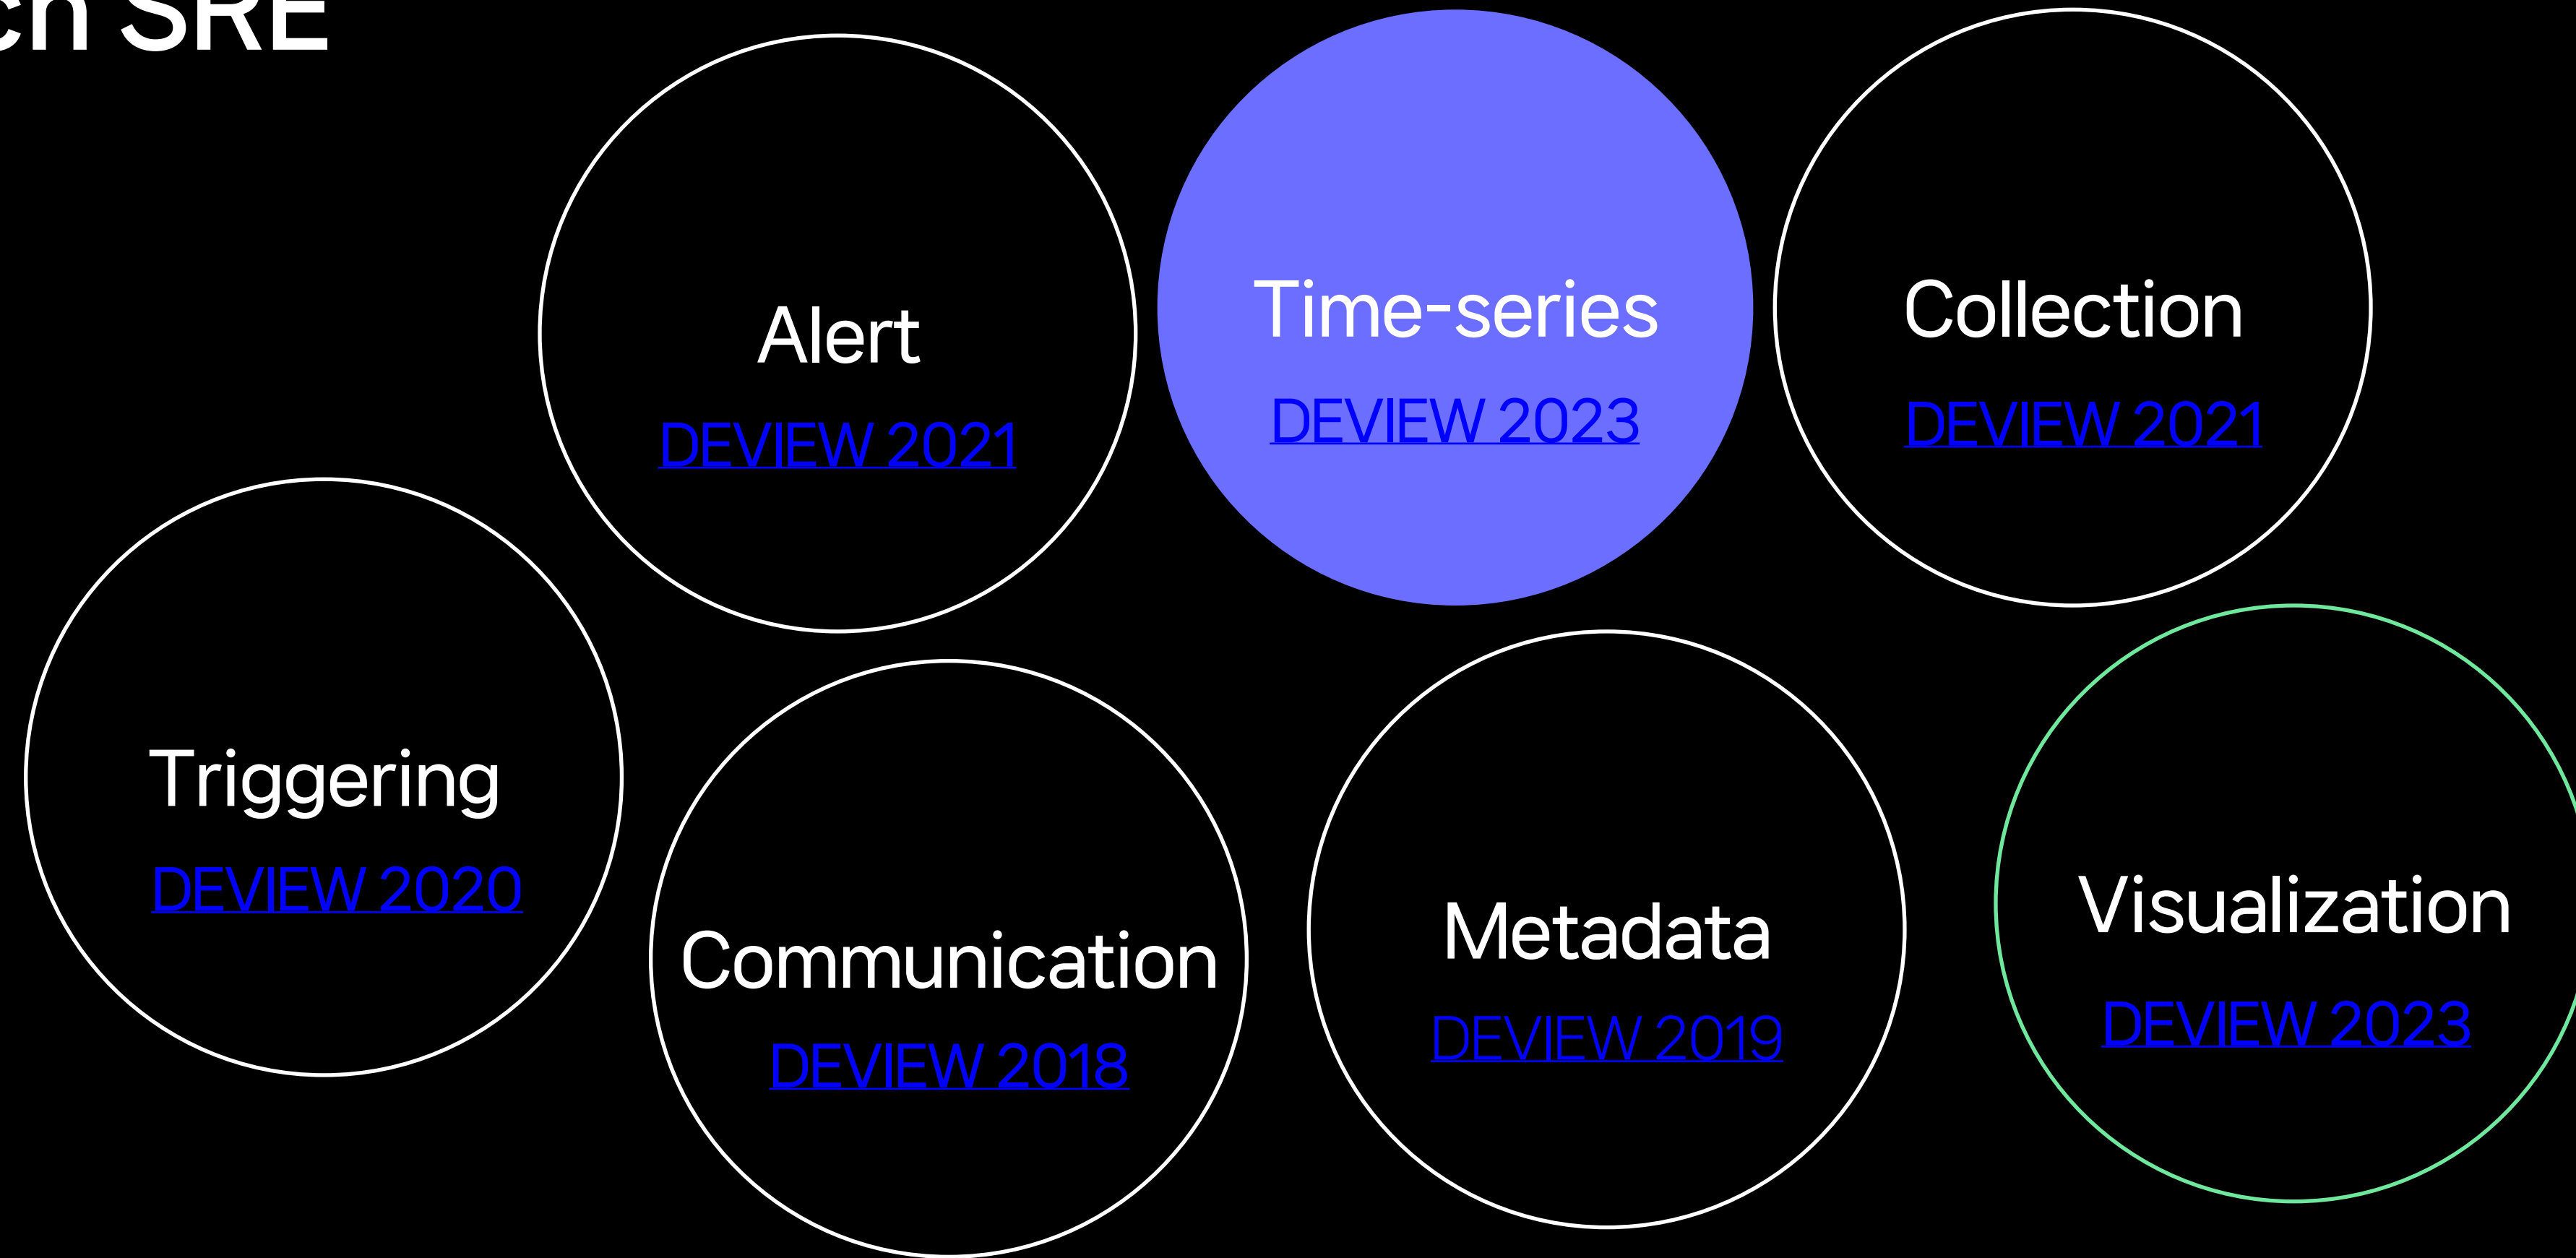 SRE
Alert
DEVIEW 2021
Time-series
DEVIEW 2023
Collection
DEVIEW 2021
Triggering
DEVIEW 2020
Communication
DEVIEW 2018
Metadata
DEVIEW 2019
Visualization
DEVIEW 2023